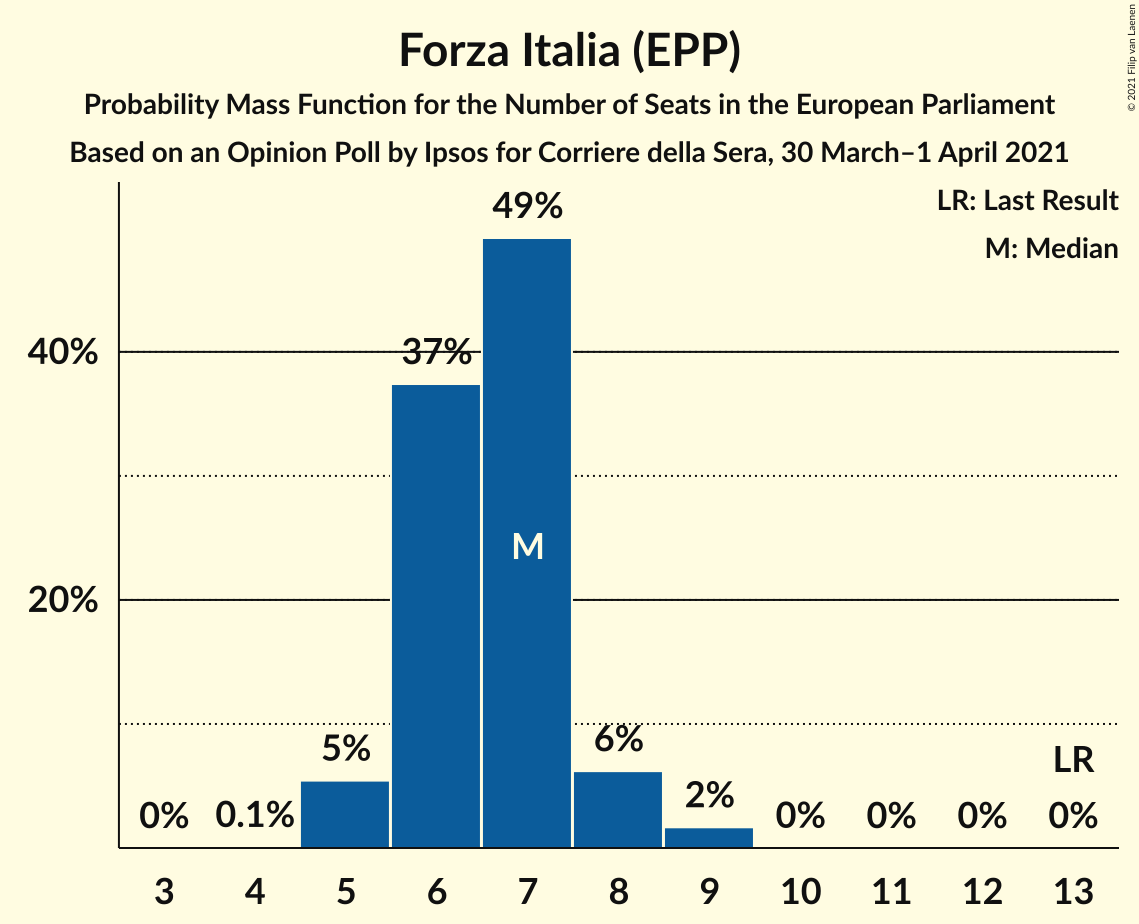 Forza Italia (EPP)
Probability Mass Function for the Number of Seats in the European Parliament
Based on an Opinion Poll by Ipsos for Corriere della Sera, 30 March–1 April 2021
© 2021 Filip van Laenen
LR: Last Result
M: Median
49%
40%
37%
M
20%
5%
6%
2%
LR
0%
0.1%
0%
0%
0%
0%
3 4 5 6 7 8 9 10 11 12 13